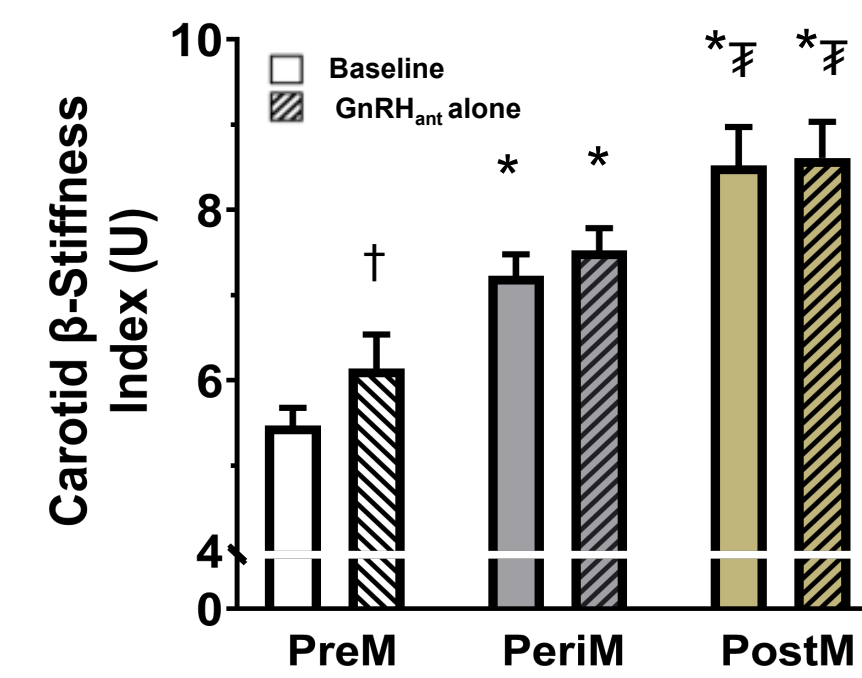 10
8
6
4
0
Carotid β-Stiffness
Index (U)
Baseline
GnRHant alone
†
*
*
*₮
*₮
PreM
PeriM
PostM